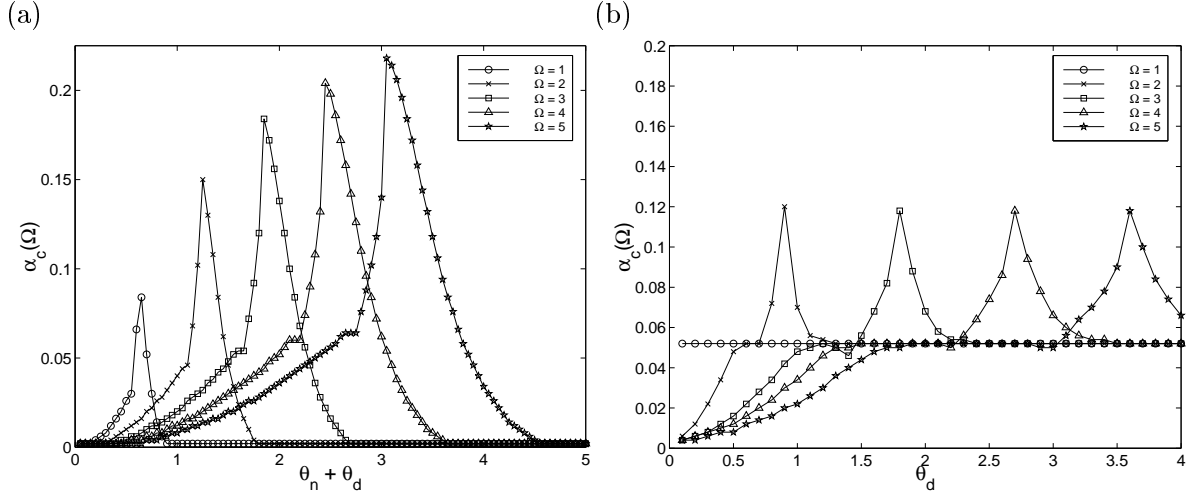 (a)
α_c(Ω)
0.2
0.15
0.1
0.05
0
0 1 2 3 4 5
θ_n + θ_d
Ω = 1
Ω = 2
Ω = 3
Ω = 4
Ω = 5
(b)
α_c(Ω)
0.2
0.18
0.16
0.14
0.12
0.1
0.08
0.06
0.04
0.02
0
0 0.5 1 1.5 2 2.5 3 3.5 4
θ_d
Ω = 1
Ω = 2
Ω = 3
Ω = 4
Ω = 5